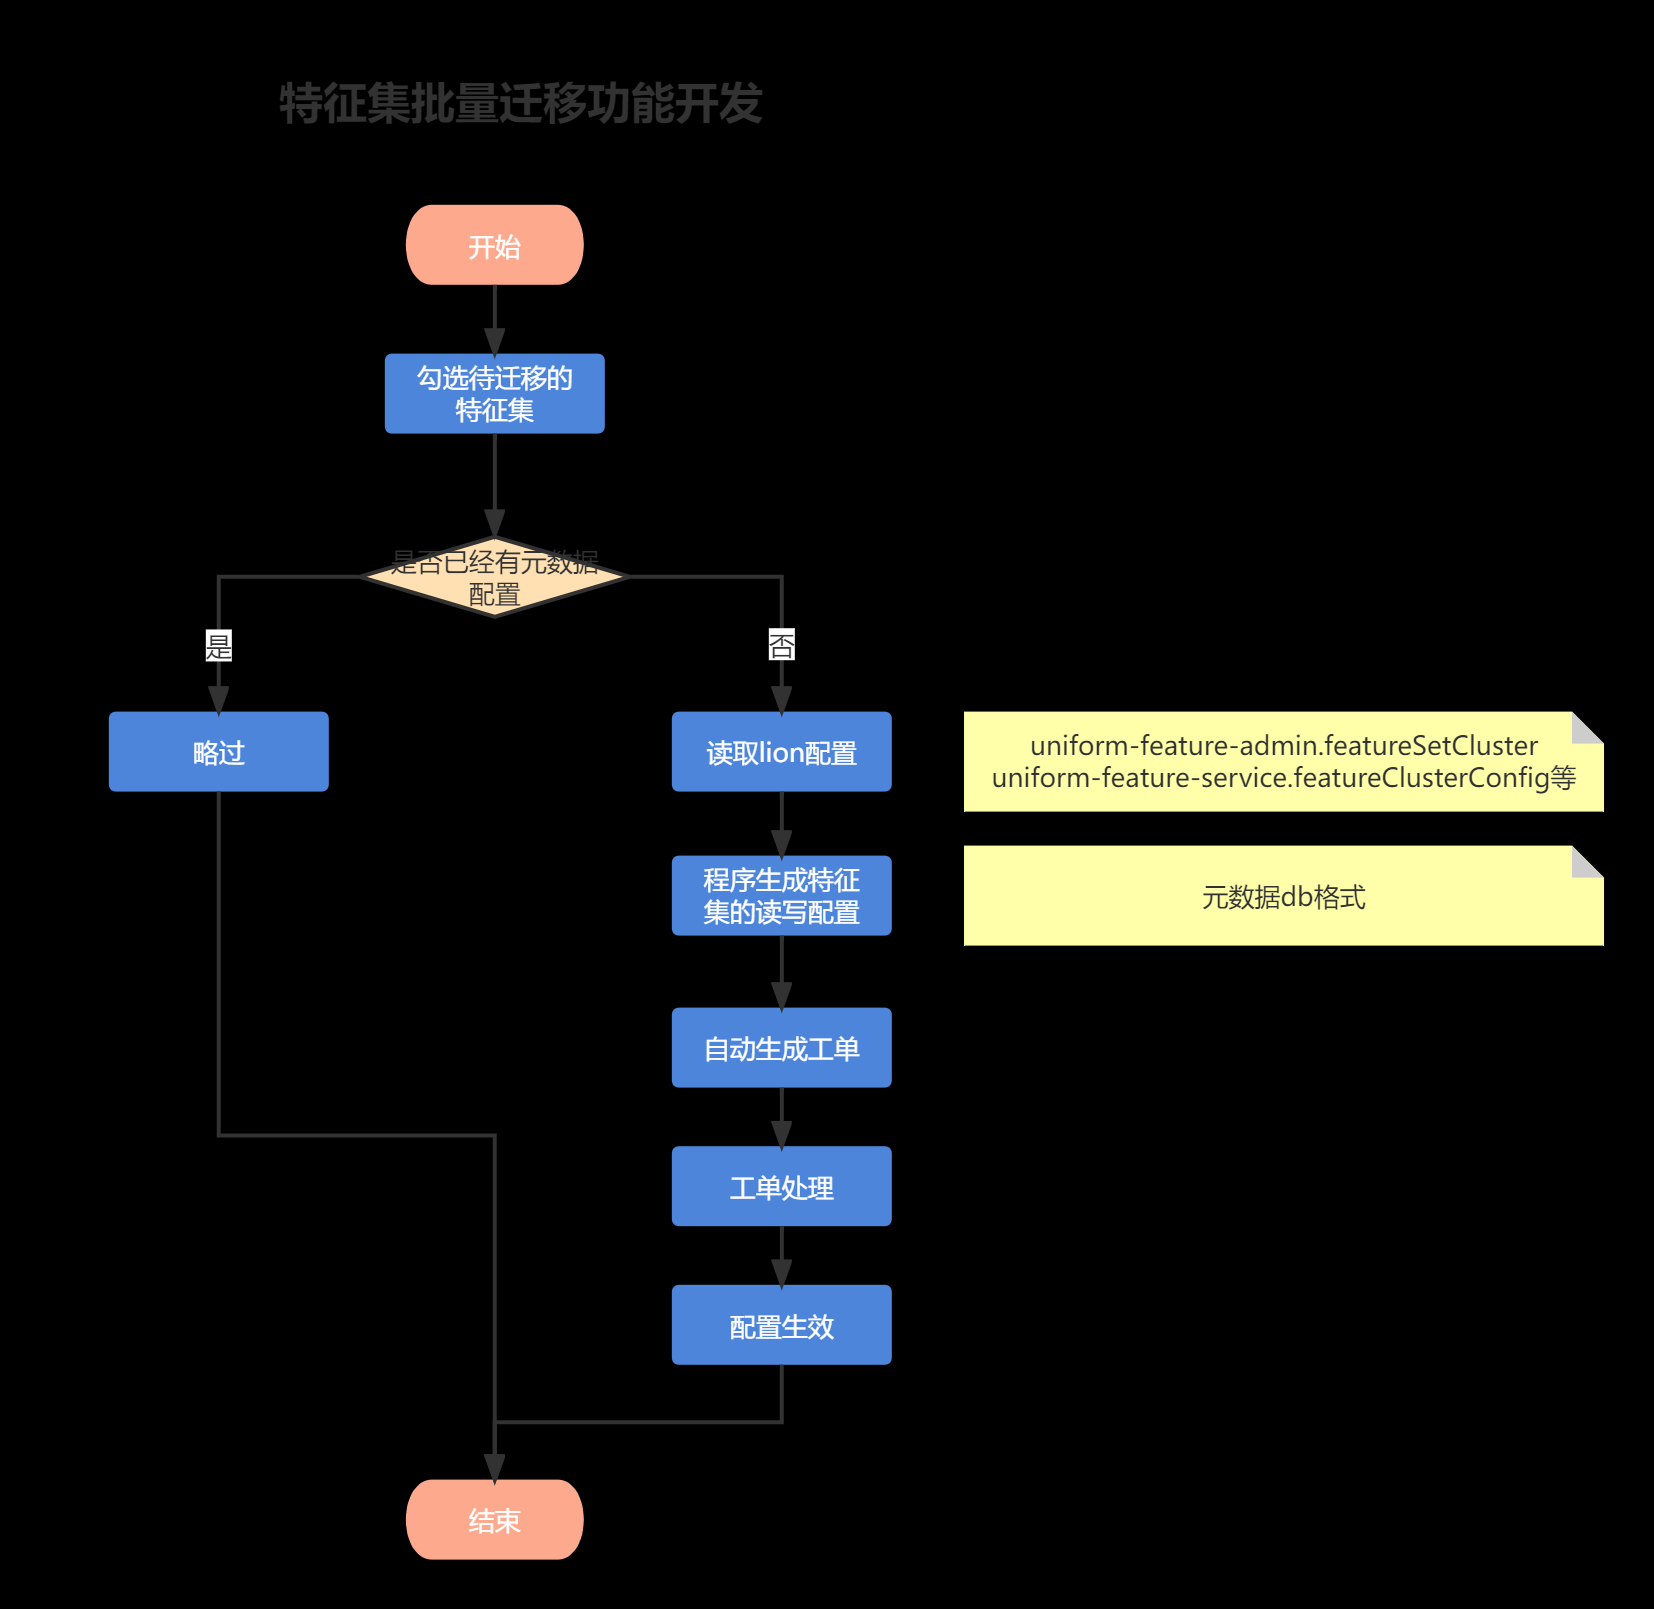 特征集批量迁移功能开发
开始
勾选待迁移的
特征集
是否已经有元数据
配置
是
否
略过
读取lion配置
uniform-feature-admin.featureSetCluster
uniform-feature-service.featureClusterConfig等
程序生成特征
集的读写配置
元数据db格式
自动生成工单
工单处理
配置生效
结束